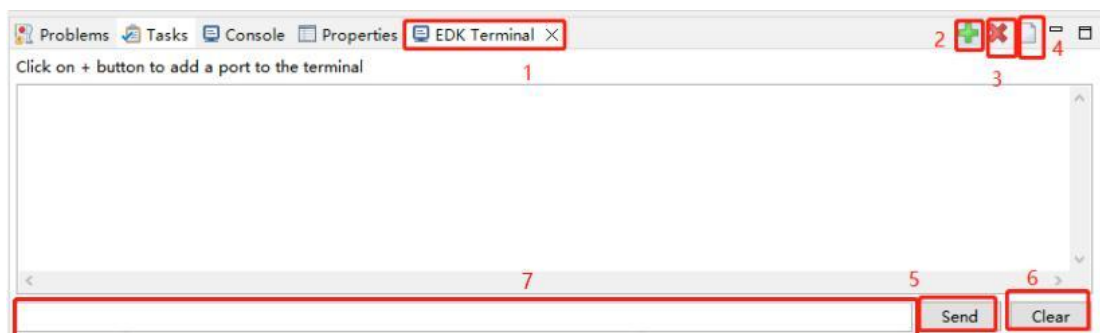 Problems Tasks Console Properties EDK Terminal
2 3 4
Click on + button to add a port to the terminal
1
7 5 6
Send Clear